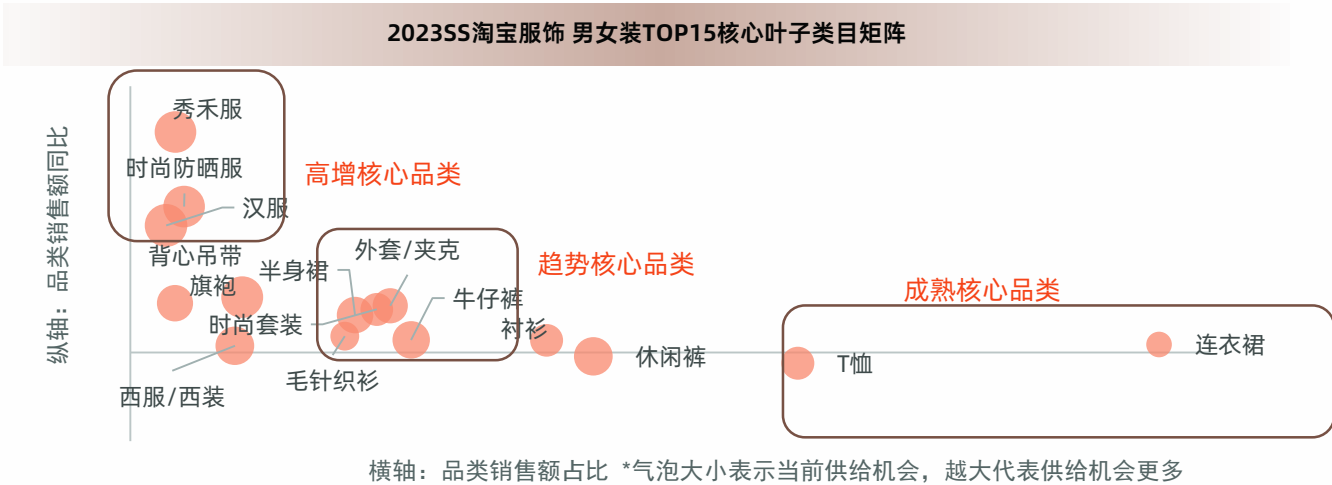 2023SS淘宝服饰 男女装TOP15核心叶子类目矩阵
纵轴：品类销售额同比
秀禾服
时尚防晒服
高增核心品类
汉服
背心吊带
旗袍
半身裙
外套/夹克
趋势核心品类
牛仔裤
时尚套装
衬衫
毛针织衫
西服/西装
休闲裤
成熟核心品类
T恤
连衣裙
横轴：品类销售额占比 *气泡大小表示当前供给机会，越大代表供给机会更多